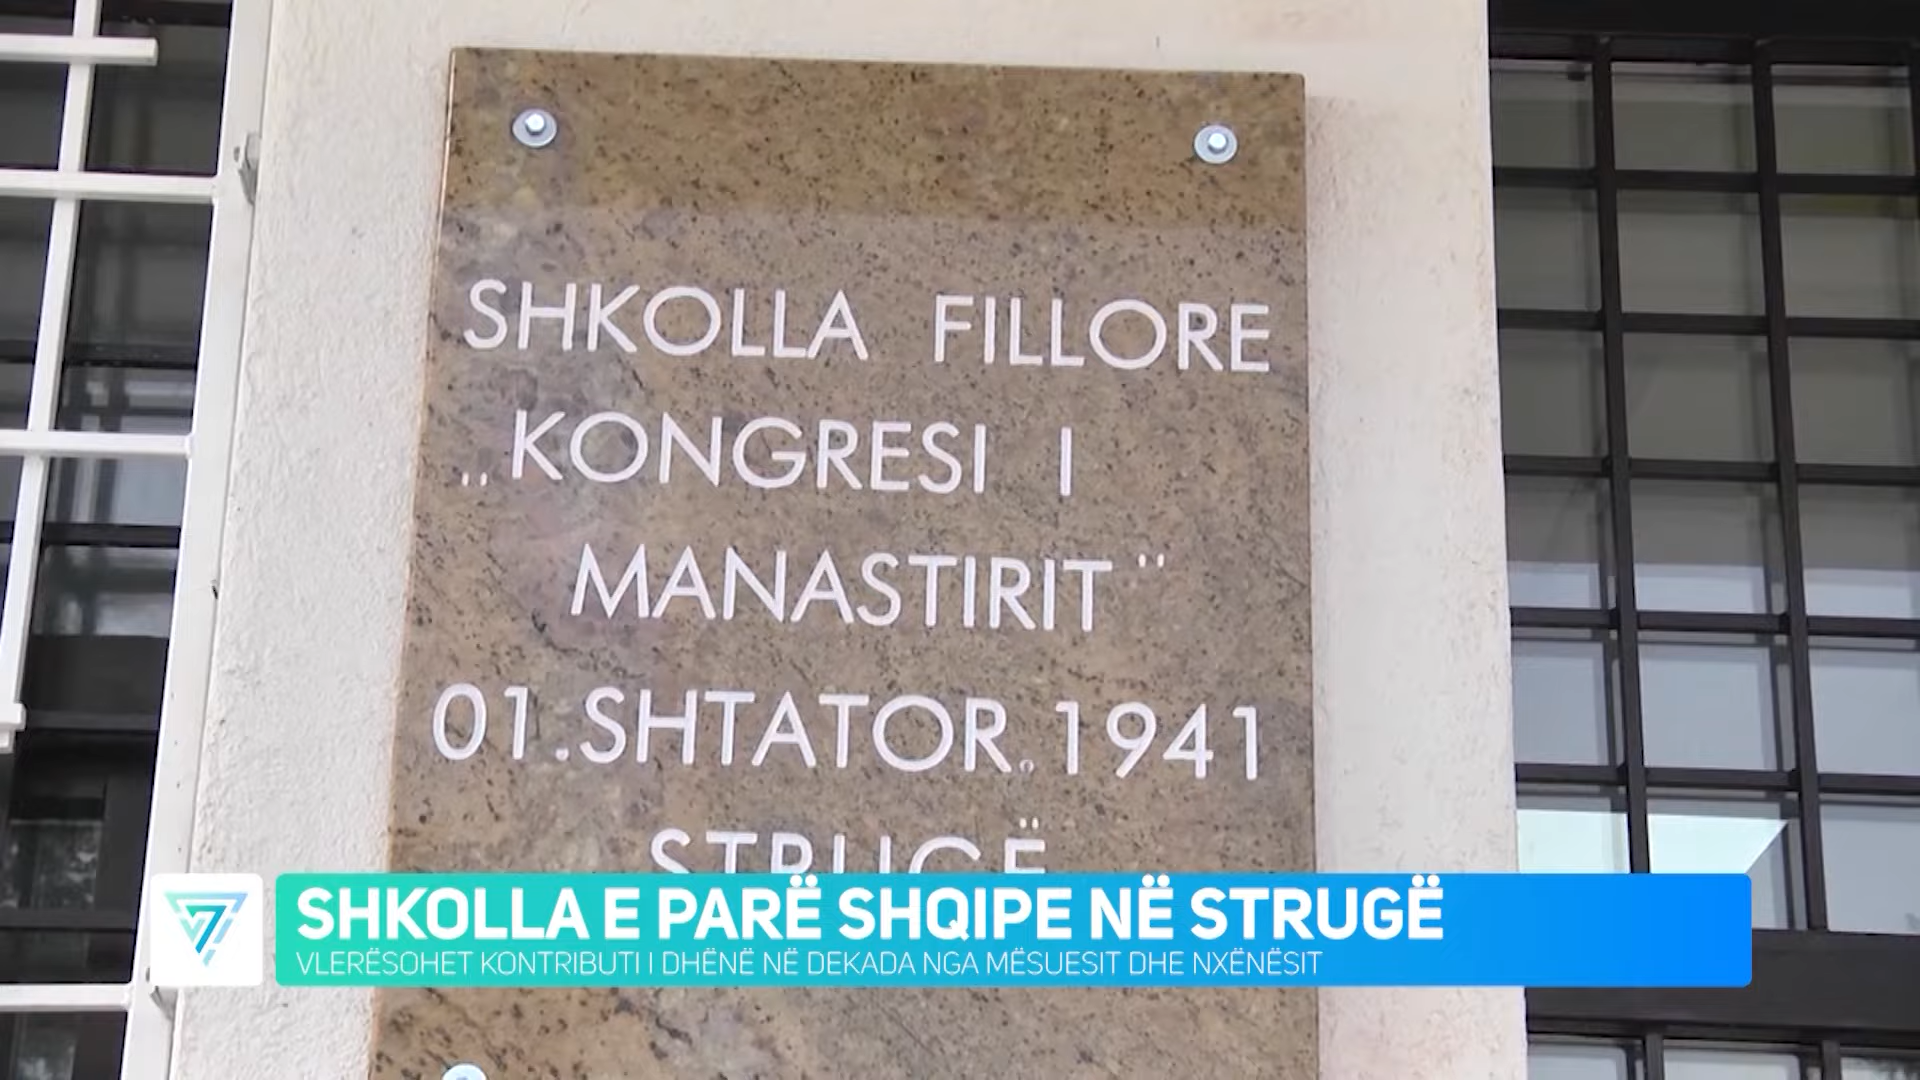 SHKOLLA FILLORE
„KONGRESI I
MANASTIRIT"
01.SHTATOR.1941
STRUGË
SHKOLLA E PARË SHQIPE NË STRUGË
VLERËSOHET KONTRIBUTI I DHËNË NË DEKADA NGA MËSUESIT DHE NXËNËSIT